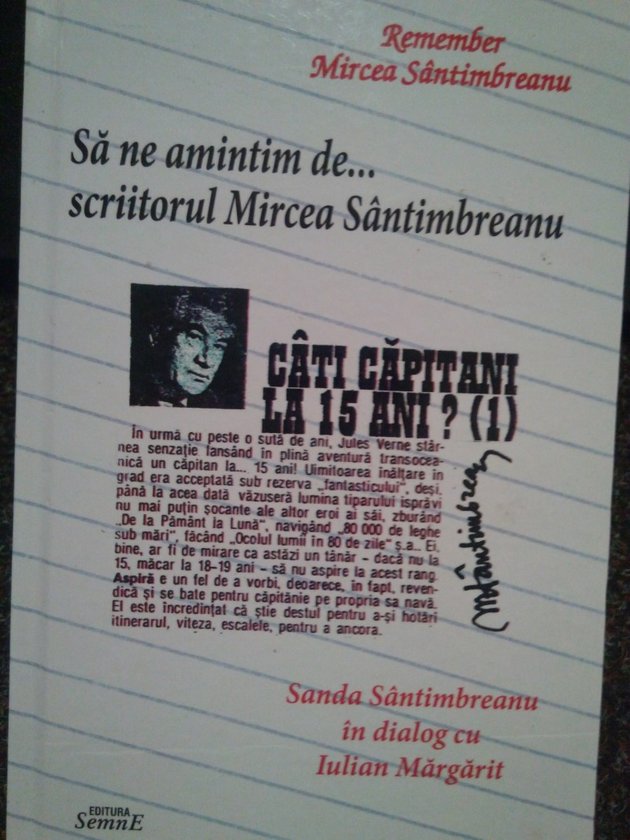 Remember
Mircea Sântimbreanu
Să ne amintim de...
scriitorul Mircea Sântimbreanu
CÂTI CĂPITANI
LA 15 ANI ? (1)
În urmă cu peste o sută de ani, Jules Verne stâr-
nea senzație lansând în plină aventură transocea-
nică un căpitan la... 15 ani! Uimitoarea înălțare în
grad era acceptată sub rezerva „fantasticului", deși,
până la acea dată văzuseră lumina tiparului isprăvi
nu mai puțin șocante ale altor eroi ai săi, zburând
„De la Pământ la Lună", navigând „80 000 de leghe
sub mări", făcând „Ocolul lumii în 80 de zile" ș.a.. Ei,
bine, ar fi de mirare ca astăzi un tânăr - dacă nu la
15, măcar la 18-19 ani - să nu aspire la acest rang.
Aspiră e un fel de a vorbi, deoarece, în fapt, reven-
dică și se bate pentru căpitănie pe propria sa navă.
El este încredințat că știe destul pentru a-și hotărî
itinerarul, viteza, escalele, pentru a ancora.
MSântimbreanu
Sanda Sântimbreanu
în dialog cu
Iulian Mărgărit
EDITURA
SemnE